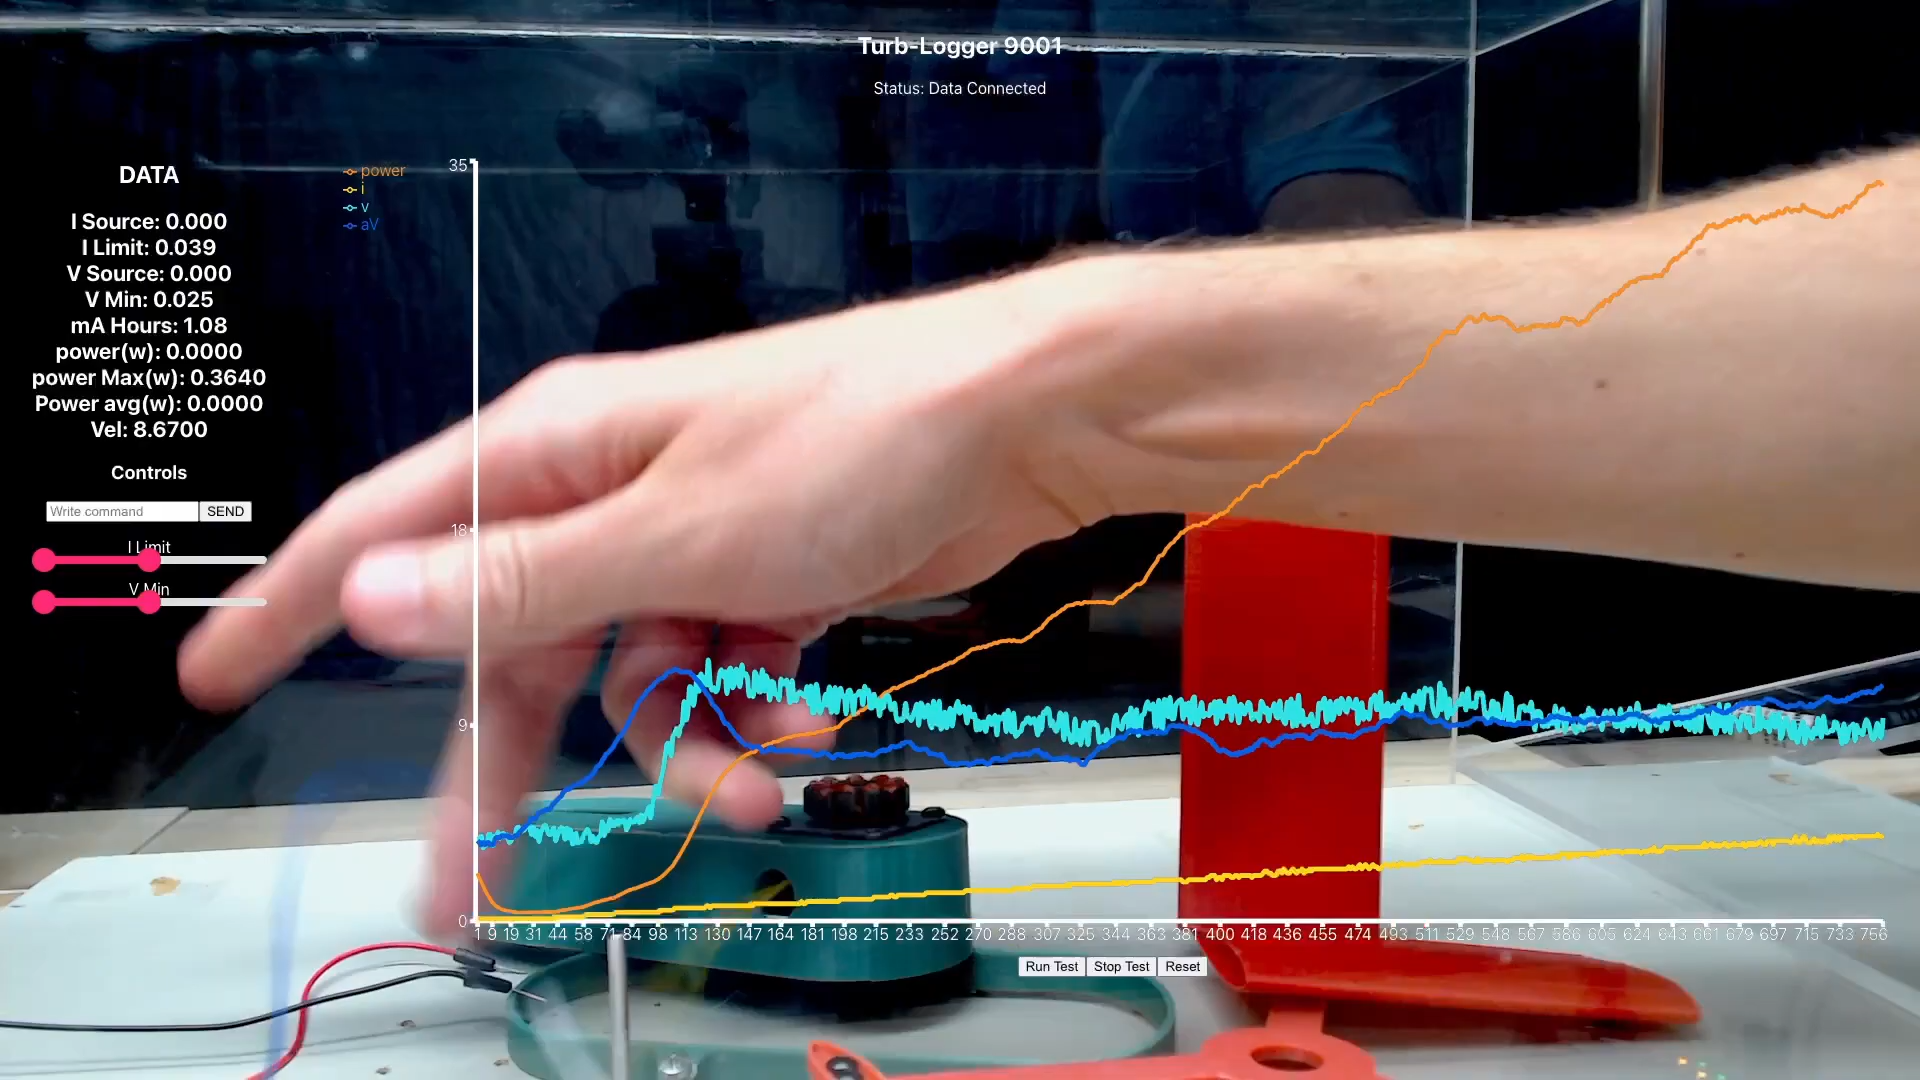 Turb-Logger 9001
Status: Data Connected
DATA
I Source: 0.000
I Limit: 0.039
V Source: 0.000
V Min: 0.025
mA Hours: 1.08
power(w): 0.0000
power Max(w): 0.3640
Power avg(w): 0.0000
Vel: 8.6700
Controls
Write command SEND
I Limit
V Min
power
i
v
aV
35
18
9
0
1 9 19 31 44 58 71 84 98 113 130 147 164 181 198 215 233 252 270 288 307 325 344 363 381 400 418 436 455 474 493 511 529 548 567 586 605 624 643 661 679 697 715 733 766
Run Test Stop Test Reset